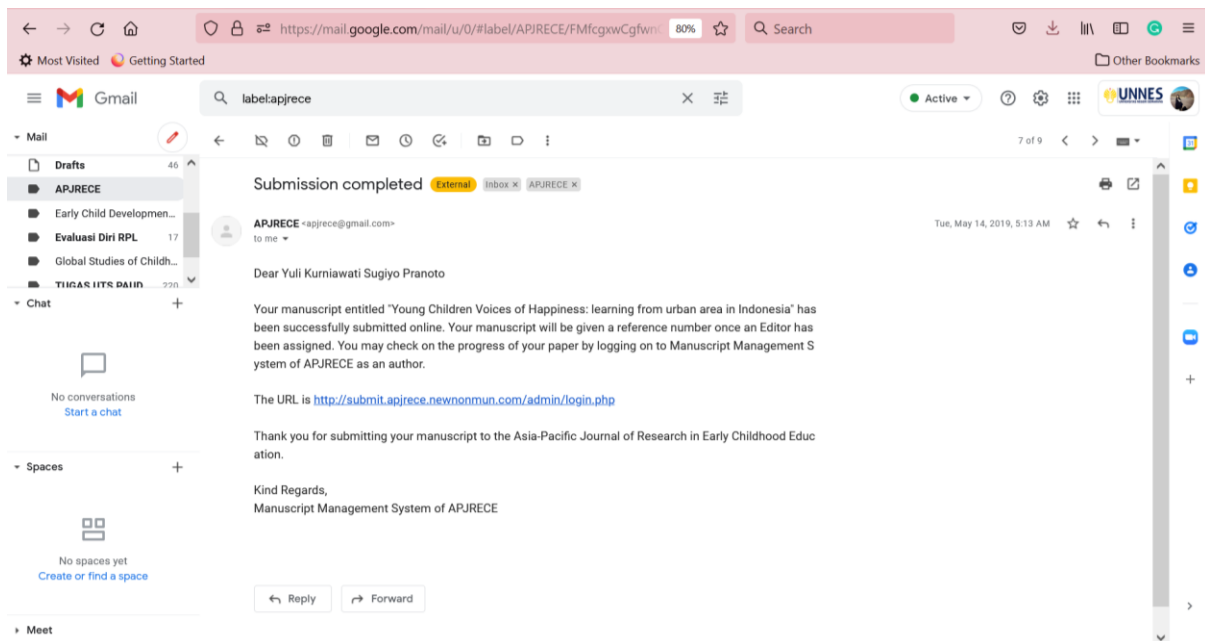 https://mail.google.com/mail/u/0/#label/APJRECE/FMfcgxwCgfwn
80%
Search
Most Visited
Getting Started
Other Bookmarks
Gmail
label:apjrece
Active
UNNES
Mail
7 of 9
Drafts 46
APJRECE
Early Child Developmen...
Evaluasi Diri RPL 17
Global Studies of Childh...
TUGAS UTS PAUD 220
Chat
No conversations
Start a chat
Spaces
No spaces yet
Create or find a space
Meet
Submission completed External Inbox × APJRECE ×
APJRECE <apjrece@gmail.com>
Tue, May 14, 2019, 5:13 AM
to me
Dear Yuli Kurniawati Sugiyo Pranoto
Your manuscript entitled "Young Children Voices of Happiness: learning from urban area in Indonesia" has
been successfully submitted online. Your manuscript will be given a reference number once an Editor has
been assigned. You may check on the progress of your paper by logging on to Manuscript Management S
ystem of APJRECE as an author.
The URL is http://submit.apjrece.newnonmun.com/admin/login.php
Thank you for submitting your manuscript to the Asia-Pacific Journal of Research in Early Childhood Educ
ation.
Kind Regards,
Manuscript Management System of APJRECE
Reply
Forward